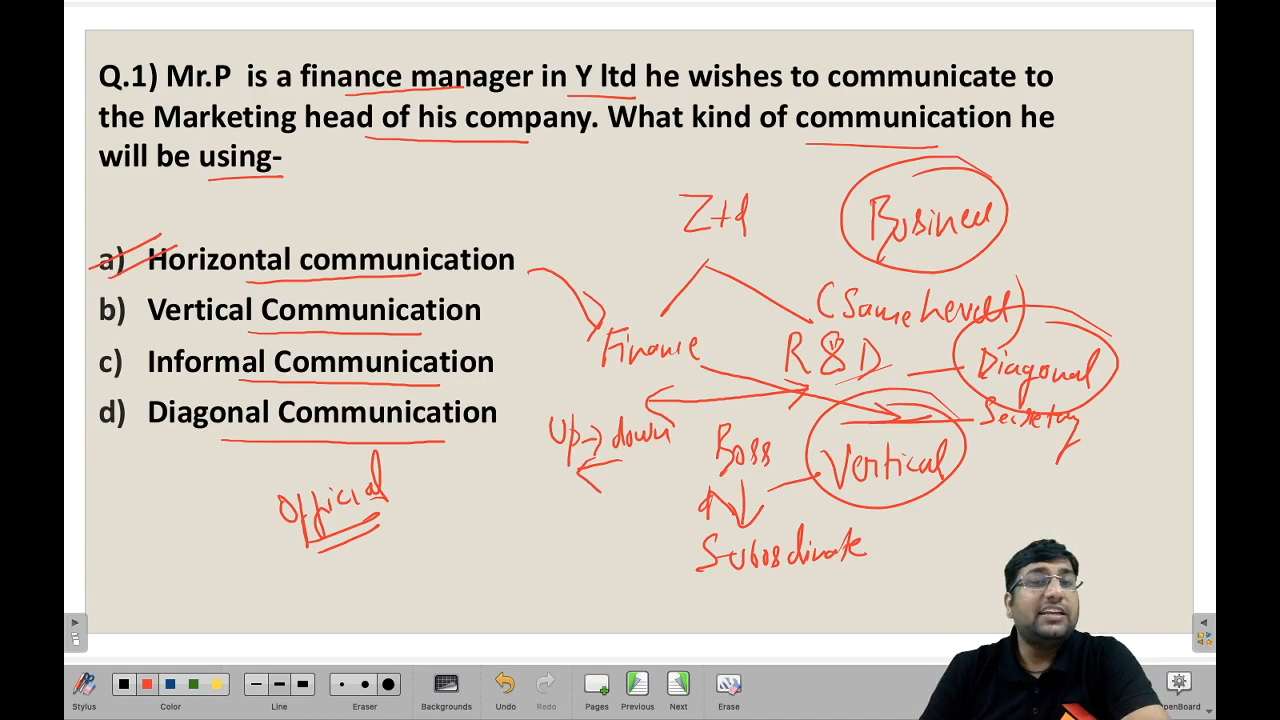 Q.1) Mr.P is a finance manager in Y ltd he wishes to communicate to
the Marketing head of his company. What kind of communication he
will be using-
a) Horizontal communication
b) Vertical Communication
c) Informal Communication
d) Diagonal Communication
Business
(Same Level)
Finance
R & D
Diagonal
Secretary
Up → down
Boss
Vertical
Official
Subordinate
Stylus
Color
Line
Eraser
Backgrounds
Undo
Redo
Pages
Previous
Next
Erase
OpenBoard